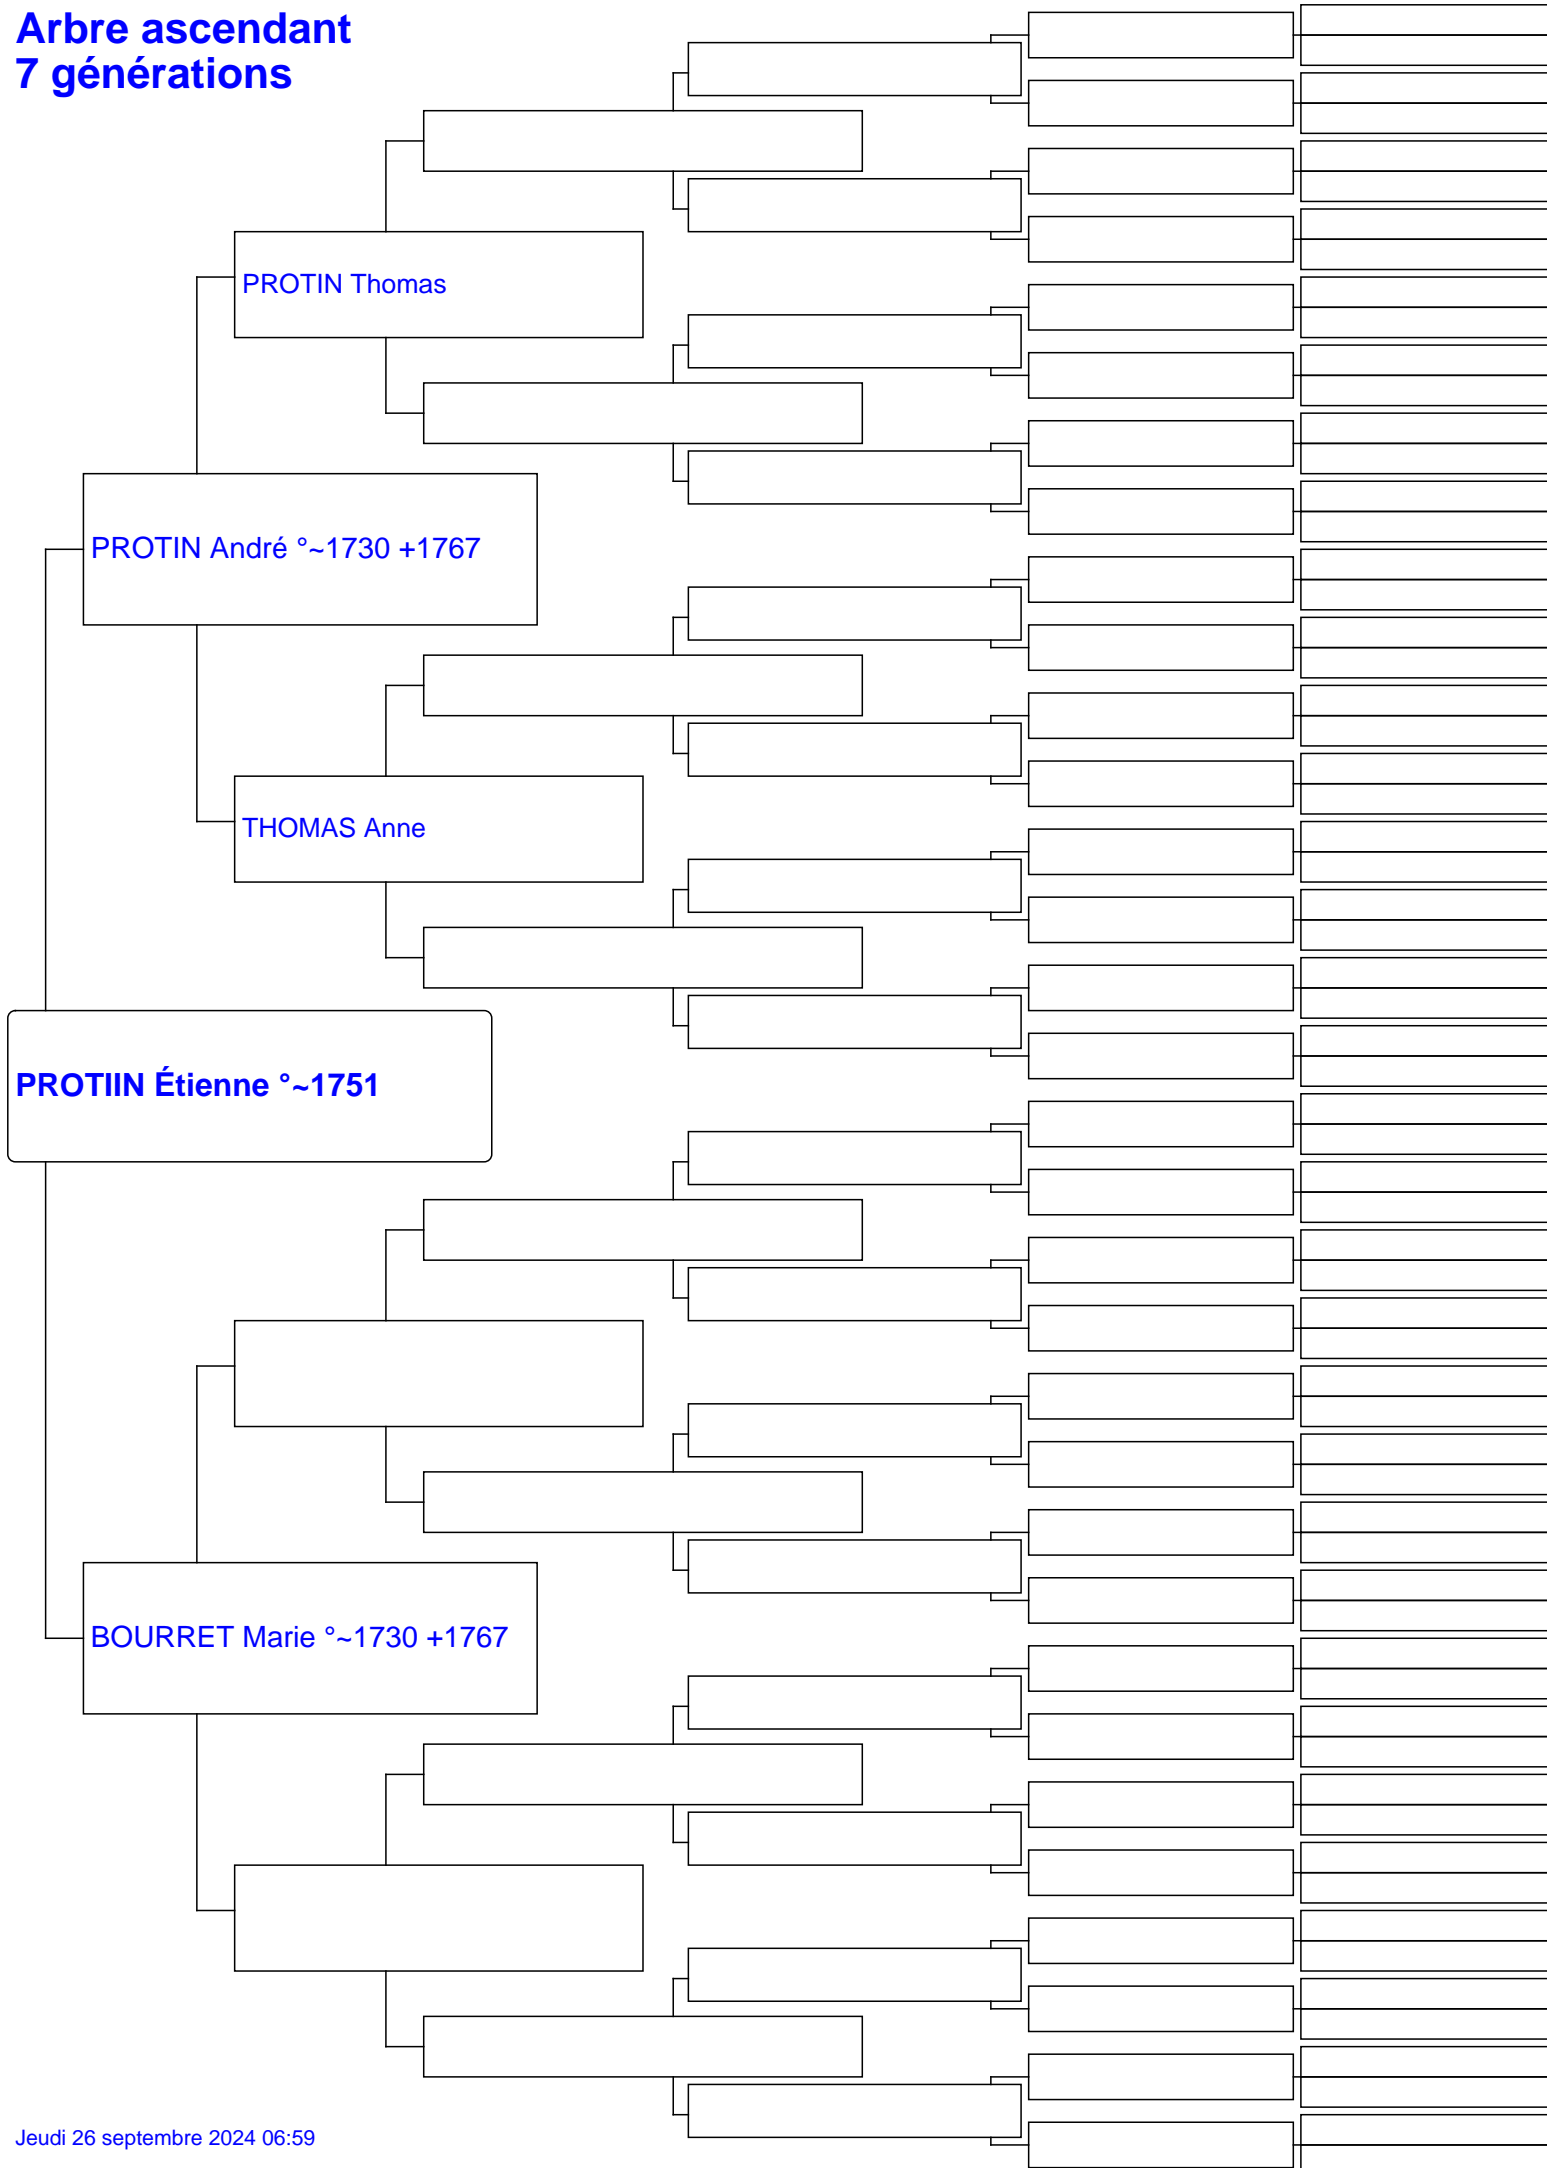 Arbre ascendant
7 générations
PROTIN Thomas
PROTIN André °~1730 +1767
THOMAS Anne
PROTIIN Étienne °~1751
BOURRET Marie °~1730 +1767
Jeudi 26 septembre 2024 06:59